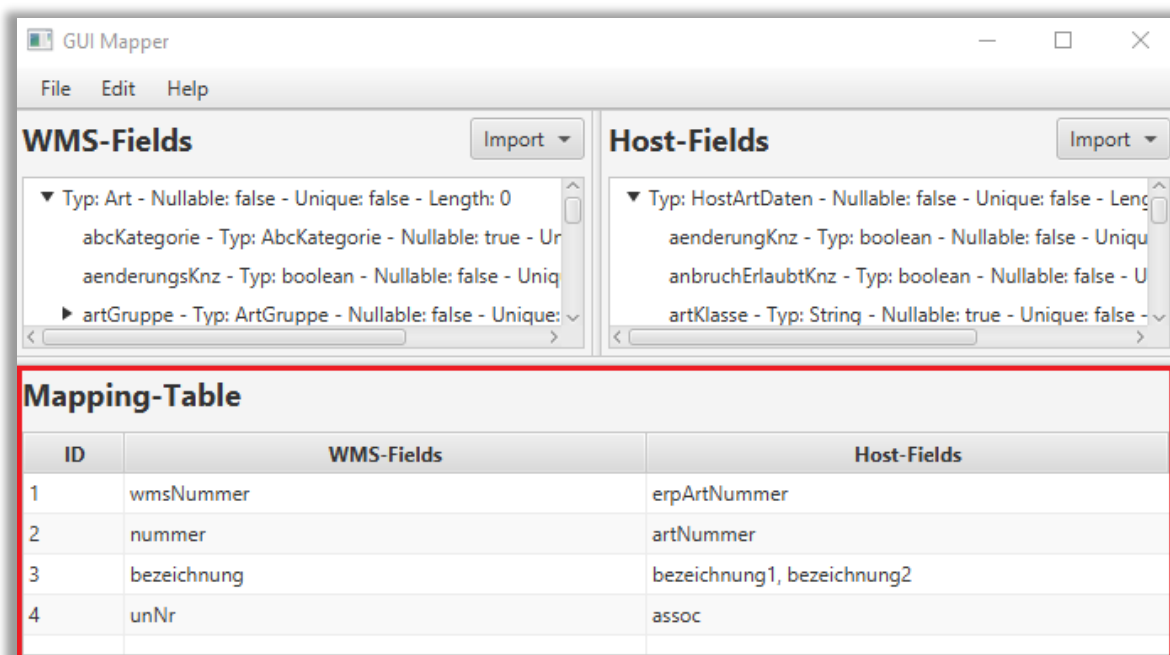 GUI Mapper
File Edit Help
WMS-Fields Import
Typ: Art - Nullable: false - Unique: false - Length: 0
abcKategorie - Typ: AbcKategorie - Nullable: true - Ur
aenderungsKnz - Typ: boolean - Nullable: false - Uniq
artGruppe - Typ: ArtGruppe - Nullable: false - Unique:
Host-Fields Import
Typ: HostArtDaten - Nullable: false - Unique: false - Leng
aenderungKnz - Typ: boolean - Nullable: false - Uniqu
anbruchErlaubtKnz - Typ: boolean - Nullable: false - U
artKlasse - Typ: String - Nullable: true - Unique: false -
Mapping-Table
ID WMS-Fields Host-Fields
1 wmsNummer erpArtNummer
2 nummer artNummer
3 bezeichnung bezeichnung1, bezeichnung2
4 unNr assoc